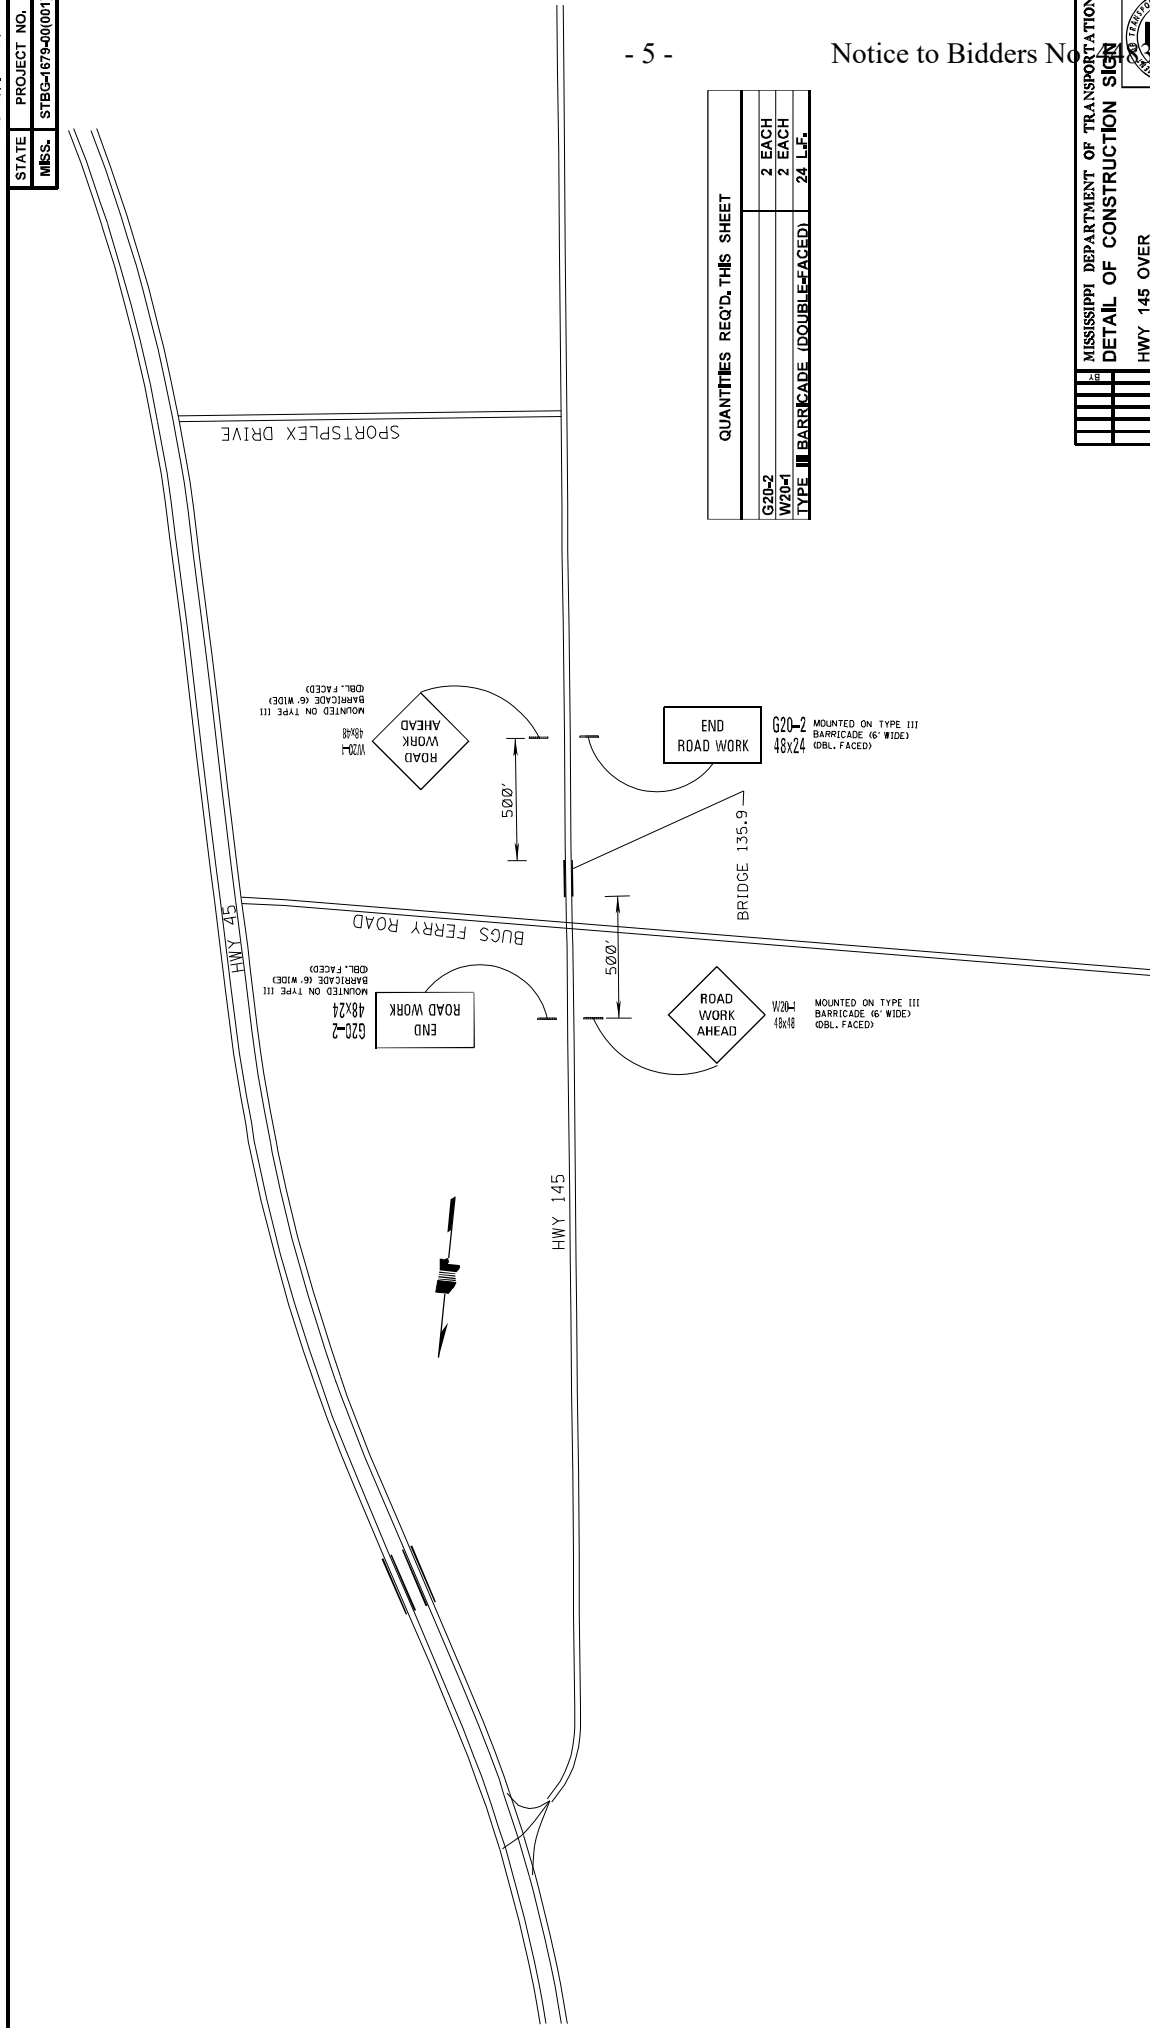 - 5 -
Notice to Bidders No.
STATE PROJECT NO.
MISS. STBG-1679-00(001
MISSISSIPPI DEPARTMENT OF TRANSPORTATION
DETAIL OF CONSTRUCTION SIGN
HWY 145 OVER
BY
QUANTITIES REQ'D. THIS SHEET
G20-2 2 EACH
W20-1 2 EACH
TYPE III BARRICADE (DOUBLE-FACED) 24 L.F.
SPORTSPLEX DRIVE
W20-1
48x48
MOUNTED ON TYPE III
BARRICADE (6' WIDE)
(DBL. FACED)
ROAD
WORK
AHEAD
500'
END
ROAD WORK
G20-2
48x24
MOUNTED ON TYPE III
BARRICADE (6' WIDE)
(DBL. FACED)
BRIDGE 135.9
HWY 45
BUGS FERRY ROAD
500'
G20-2
48x24
MOUNTED ON TYPE III
BARRICADE (6' WIDE)
(DBL. FACED)
END
ROAD WORK
ROAD
WORK
AHEAD
W20-1
48x48
MOUNTED ON TYPE III
BARRICADE (6' WIDE)
(DBL. FACED)
HWY 145